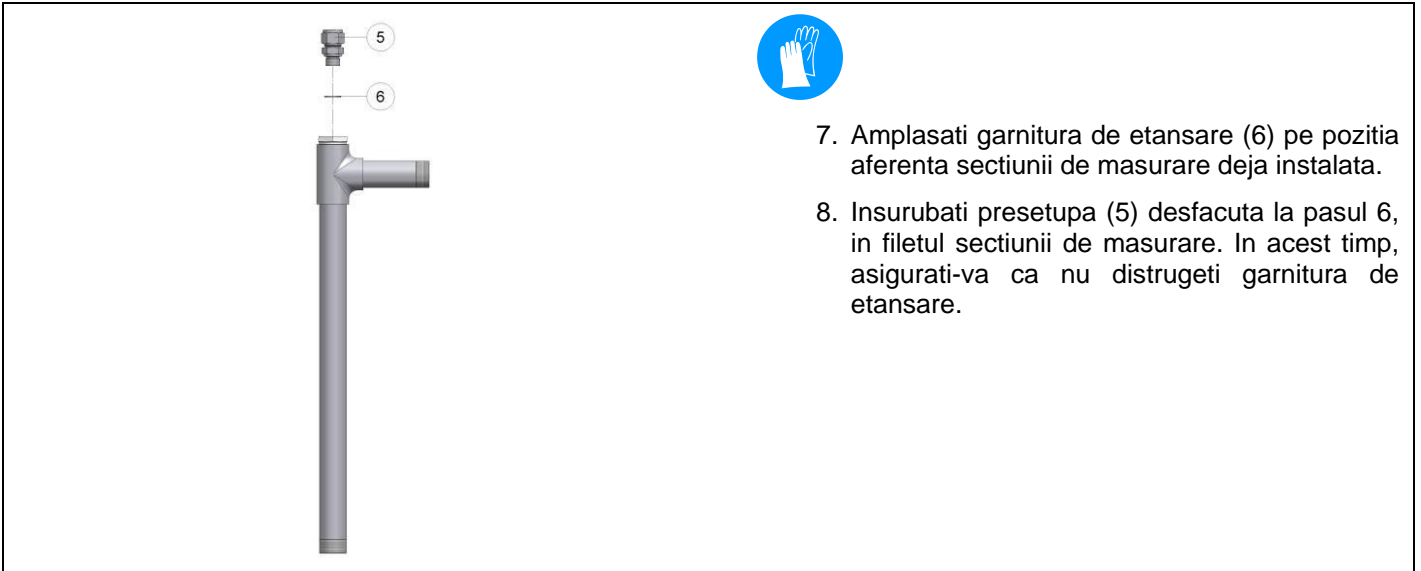 5
6
7. Amplasati garnitura de etansare (6) pe pozitia
aferenta sectiunii de masurare deja instalata.
8. Insurubati presetupa (5) desfacuta la pasul 6,
in filetul sectiunii de masurare. In acest timp,
asigurati-va ca nu distrugeti garnitura de
etansare.